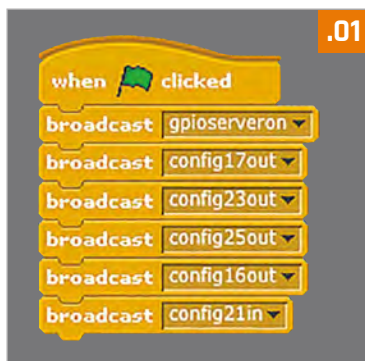 .01
when clicked
broadcast gpioserveron
broadcast config17out
broadcast config23out
broadcast config25out
broadcast config16out
broadcast config21in